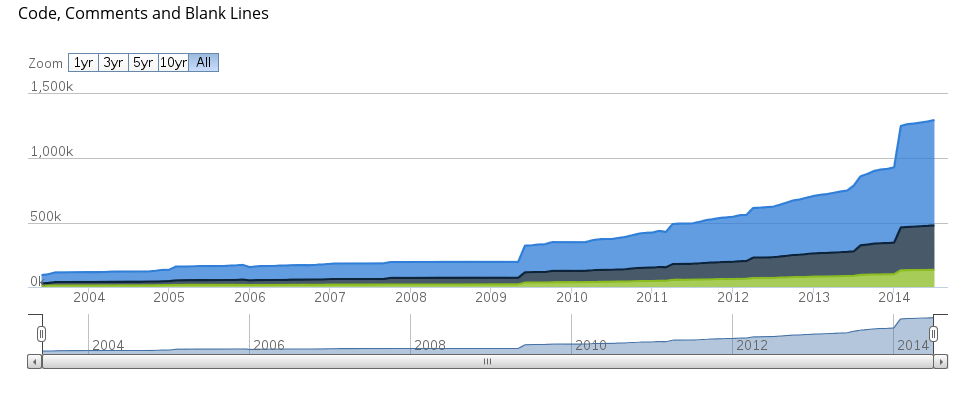 Code, Comments and Blank Lines
Zoom 1yr 3yr 5yr 10yr All
1,500k
1,000k
500k
0k
2004 2005 2006 2007 2008 2009 2010 2011 2012 2013 2014
2004 2006 2008 2010 2012 2014